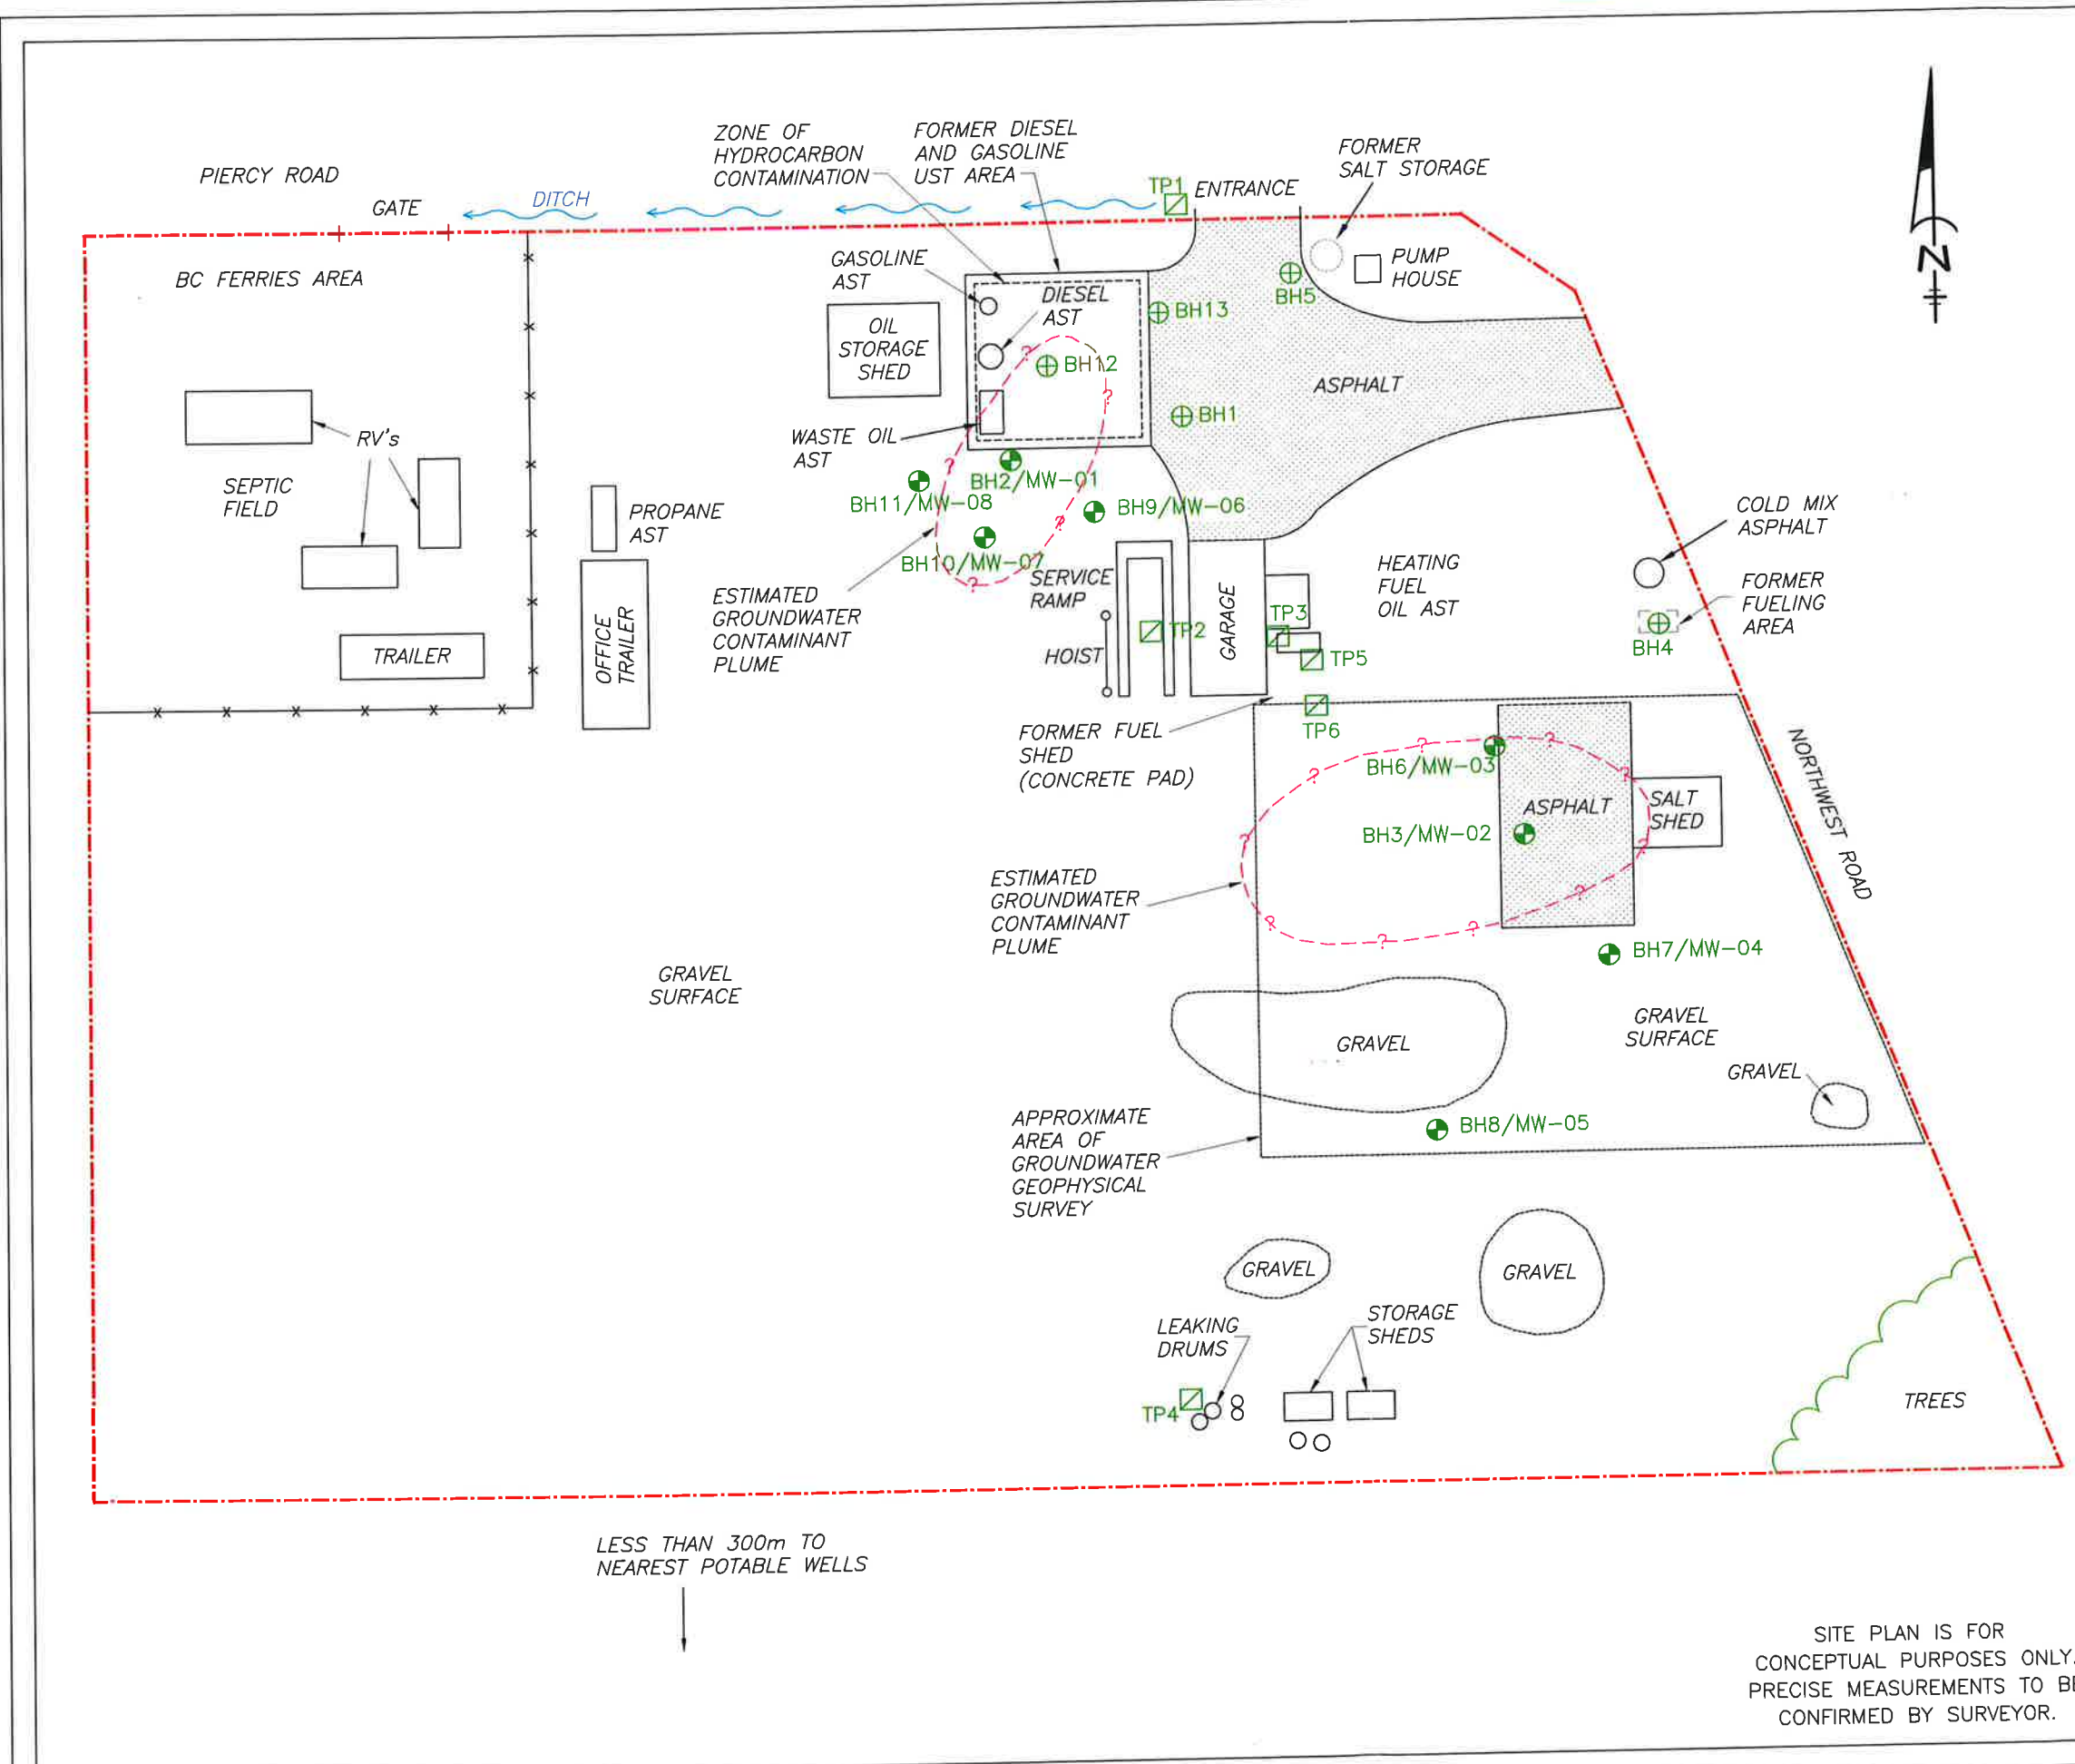 ZONE OF
HYDROCARBON
CONTAMINATION
FORMER DIESEL
AND GASOLINE
UST AREA
FORMER
SALT STORAGE
PIERCY ROAD
GATE
DITCH
TP1
ENTRANCE
N
BC FERRIES AREA
GASOLINE
AST
DIESEL
AST
OIL
STORAGE
SHED
BH13
BH5
PUMP
HOUSE
BH12
ASPHALT
BH1
WASTE OIL
AST
RV's
SEPTIC
FIELD
PROPANE
AST
BH2/MW-01
BH11/MW-08
BH9/MW-06
BH10/MW-07
COLD MIX
ASPHALT
HEATING
FUEL
OIL AST
FORMER
FUELING
AREA
BH4
ESTIMATED
GROUNDWATER
CONTAMINANT
PLUME
SERVICE
RAMP
HOIST
TP2
GARAGE
TP3
TP5
TP6
TRAILER
OFFICE
TRAILER
FORMER FUEL
SHED
(CONCRETE PAD)
NORTHWEST ROAD
BH6/MW-03
ASPHALT
SALT
SHED
BH3/MW-02
ESTIMATED
GROUNDWATER
CONTAMINANT
PLUME
BH7/MW-04
GRAVEL
SURFACE
GRAVEL
GRAVEL
SURFACE
GRAVEL
APPROXIMATE
AREA OF
GROUNDWATER
GEOPHYSICAL
SURVEY
BH8/MW-05
GRAVEL
GRAVEL
LEAKING
DRUMS
STORAGE
SHEDS
TP4
TREES
LESS THAN 300m TO
NEAREST POTABLE WELLS
SITE PLAN IS FOR
CONCEPTUAL PURPOSES ONLY.
PRECISE MEASUREMENTS TO BE
CONFIRMED BY SURVEYOR.